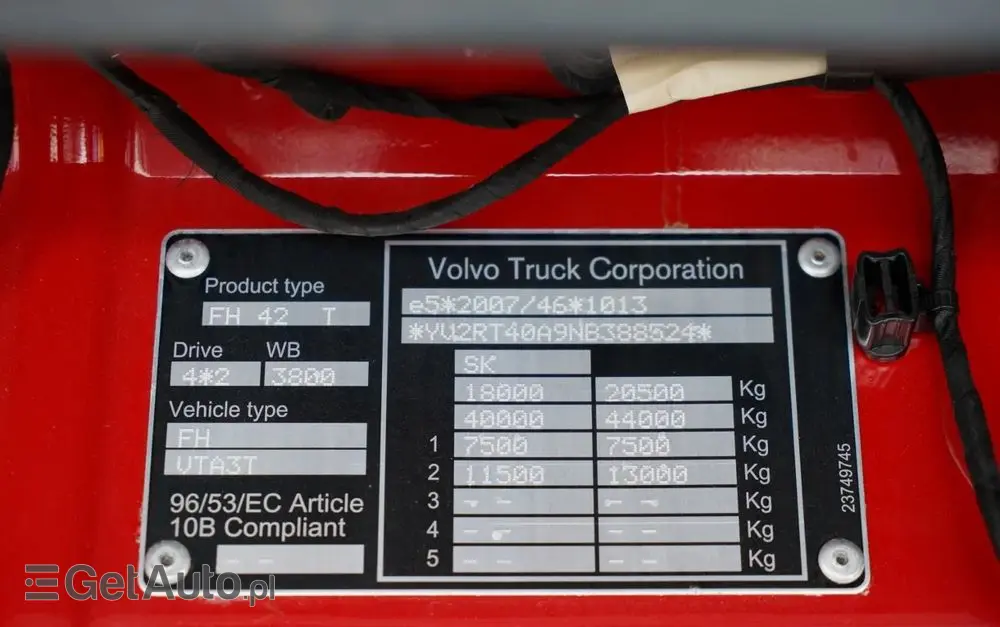 Product type
FH 42 T
Drive WB
4*2 3800
Vehicle type
FH
VTA3T
96/53/EC Article
10B Compliant
-- --
Volvo Truck Corporation
e5*2007/46*1013
*YV2RT40A9NB388524*
SK
18000 20500 Kg
40000 44000 Kg
1 7500 7500 Kg
2 11500 13000 Kg
3 -- -- -- -- Kg
4 -- -- -- -- Kg
5 -- -- -- -- Kg
23749745
GetAuto.pl